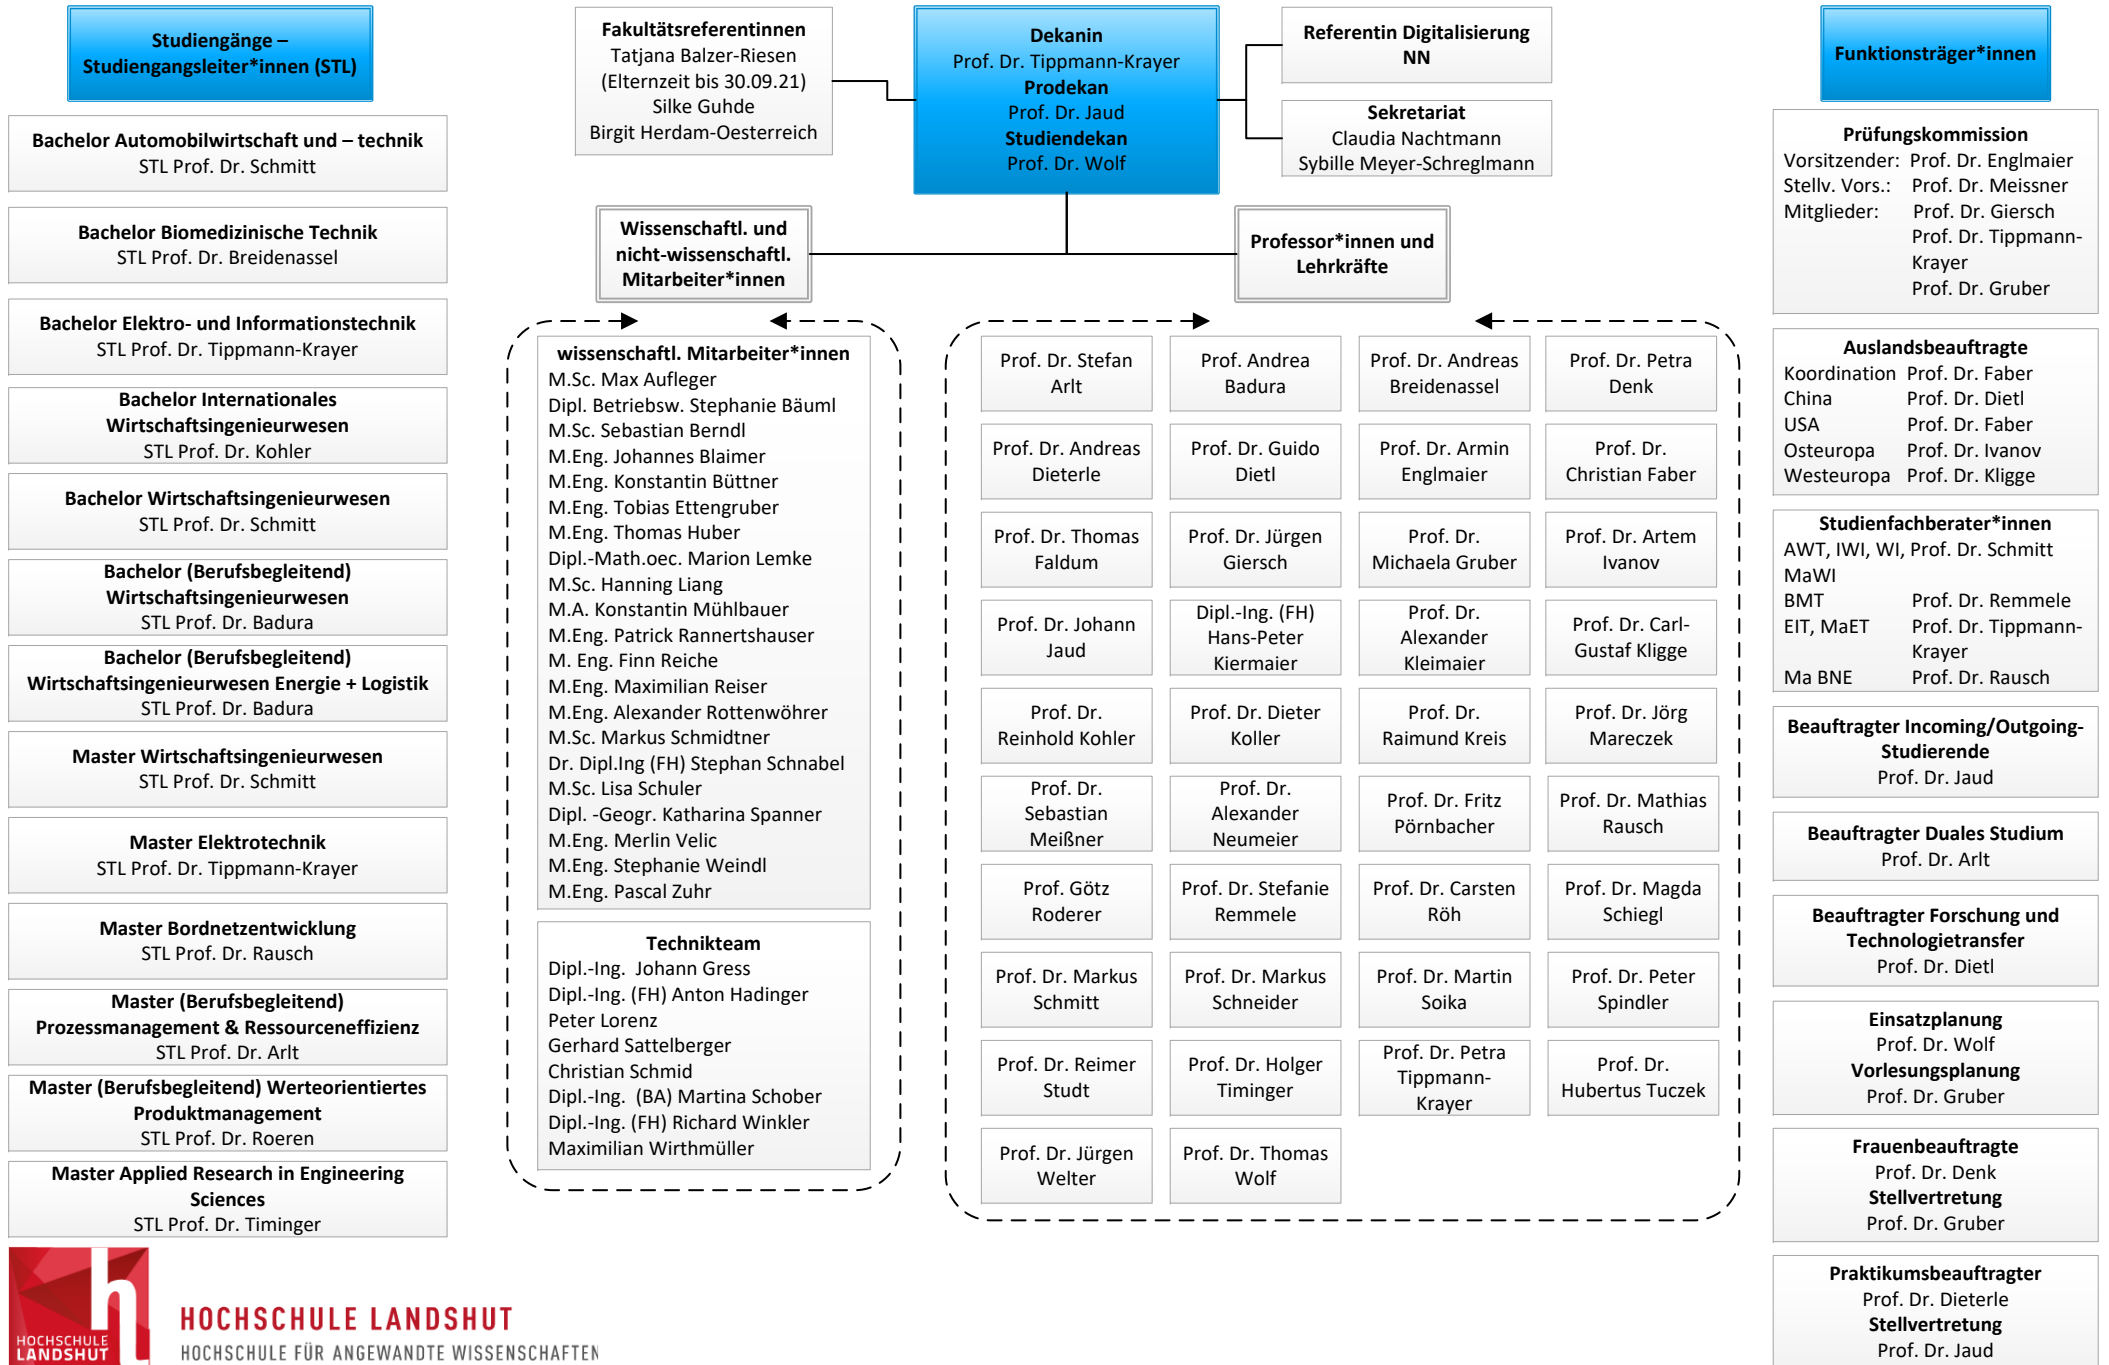 Studiengänge –
Studiengangsleiter*innen (STL)
Bachelor Automobilwirtschaft und – technik
STL Prof. Dr. Schmitt
Bachelor Biomedizinische Technik
STL Prof. Dr. Breidenassel
Bachelor Elektro- und Informationstechnik
STL Prof. Dr. Tippmann-Krayer
Bachelor Internationales
Wirtschaftsingenieurwesen
STL Prof. Dr. Kohler
Bachelor Wirtschaftsingenieurwesen
STL Prof. Dr. Schmitt
Bachelor (Berufsbegleitend)
Wirtschaftsingenieurwesen
STL Prof. Dr. Badura
Bachelor (Berufsbegleitend)
Wirtschaftsingenieurwesen Energie + Logistik
STL Prof. Dr. Badura
Master Wirtschaftsingenieurwesen
STL Prof. Dr. Schmitt
Master Elektrotechnik
STL Prof. Dr. Tippmann-Krayer
Master Bordnetzentwicklung
STL Prof. Dr. Rausch
Master (Berufsbegleitend)
Prozessmanagement & Ressourceneffizienz
STL Prof. Dr. Arlt
Master (Berufsbegleitend) Werteorientiertes
Produktmanagement
STL Prof. Dr. Roeren
Master Applied Research in Engineering
Sciences
STL Prof. Dr. Timinger
Fakultätsreferentinnen
Tatjana Balzer-Riesen
(Elternzeit bis 30.09.21)
Silke Guhde
Birgit Herdam-Oesterreich
Dekanin
Prof. Dr. Tippmann-Krayer
Prodekan
Prof. Dr. Jaud
Studiendekan
Prof. Dr. Wolf
Referentin Digitalisierung
NN
Sekretariat
Claudia Nachtmann
Sybille Meyer-Schreglmann
Wissenschaftl. und
nicht-wissenschaftl.
Mitarbeiter*innen
Professor*innen und
Lehrkräfte
wissenschaftl. Mitarbeiter*innen
M.Sc. Max Aufleger
Dipl. Betriebsw. Stephanie Bäuml
M.Sc. Sebastian Berndl
M.Eng. Johannes Blaimer
M.Eng. Konstantin Büttner
M.Eng. Tobias Ettengruber
M.Eng. Thomas Huber
Dipl.-Math.oec. Marion Lemke
M.Sc. Hanning Liang
M.A. Konstantin Mühlbauer
M.Eng. Patrick Rannertshauser
M. Eng. Finn Reiche
M.Eng. Maximilian Reiser
M.Eng. Alexander Rottenwöhrer
M.Sc. Markus Schmidtner
Dr. Dipl.Ing (FH) Stephan Schnabel
M.Sc. Lisa Schuler
Dipl. -Geogr. Katharina Spanner
M.Eng. Merlin Velic
M.Eng. Stephanie Weindl
M.Eng. Pascal Zuhr
Technikteam
Dipl.-Ing. Johann Gress
Dipl.-Ing. (FH) Anton Hadinger
Peter Lorenz
Gerhard Sattelberger
Christian Schmid
Dipl.-Ing. (BA) Martina Schober
Dipl.-Ing. (FH) Richard Winkler
Maximilian Wirthmüller
Prof. Dr. Stefan
Arlt
Prof. Andrea
Badura
Prof. Dr. Andreas
Breidenassel
Prof. Dr. Petra
Denk
Prof. Dr. Andreas
Dieterle
Prof. Dr. Guido
Dietl
Prof. Dr. Armin
Englmaier
Prof. Dr.
Christian Faber
Prof. Dr. Thomas
Faldum
Prof. Dr. Jürgen
Giersch
Prof. Dr.
Michaela Gruber
Prof. Dr. Artem
Ivanov
Prof. Dr. Johann
Jaud
Dipl.-Ing. (FH)
Hans-Peter
Kiermaier
Prof. Dr.
Alexander
Kleimaier
Prof. Dr. Carl-
Gustaf Kligge
Prof. Dr.
Reinhold Kohler
Prof. Dr. Dieter
Koller
Prof. Dr.
Raimund Kreis
Prof. Dr. Jörg
Mareczek
Prof. Dr.
Sebastian
Meißner
Prof. Dr.
Alexander
Neumeier
Prof. Dr. Fritz
Pörnbacher
Prof. Dr. Mathias
Rausch
Prof. Götz
Roderer
Prof. Dr. Stefanie
Remmele
Prof. Dr. Carsten
Röh
Prof. Dr. Magda
Schiegl
Prof. Dr. Markus
Schmitt
Prof. Dr. Markus
Schneider
Prof. Dr. Martin
Soika
Prof. Dr. Peter
Spindler
Prof. Dr. Reimer
Studt
Prof. Dr. Holger
Timinger
Prof. Dr. Petra
Tippmann-
Krayer
Prof. Dr.
Hubertus Tuczek
Prof. Dr. Jürgen
Welter
Prof. Dr. Thomas
Wolf
Funktionsträger*innen
Prüfungskommission
Vorsitzender: Prof. Dr. Englmaier
Stellv. Vors.: Prof. Dr. Meissner
Mitglieder: Prof. Dr. Giersch
Prof. Dr. Tippmann-
Krayer
Prof. Dr. Gruber
Auslandsbeauftragte
Koordination Prof. Dr. Faber
China Prof. Dr. Dietl
USA Prof. Dr. Faber
Osteuropa Prof. Dr. Ivanov
Westeuropa Prof. Dr. Kligge
Studienfachberater*innen
AWT, IWI, WI, Prof. Dr. Schmitt
MaWI
BMT Prof. Dr. Remmele
EIT, MaET Prof. Dr. Tippmann-
Krayer
Ma BNE Prof. Dr. Rausch
Beauftragter Incoming/Outgoing-
Studierende
Prof. Dr. Jaud
Beauftragter Duales Studium
Prof. Dr. Arlt
Beauftragter Forschung und
Technologietransfer
Prof. Dr. Dietl
Einsatzplanung
Prof. Dr. Wolf
Vorlesungsplanung
Prof. Dr. Gruber
Frauenbeauftragte
Prof. Dr. Denk
Stellvertretung
Prof. Dr. Gruber
Praktikumsbeauftragter
Prof. Dr. Dieterle
Stellvertretung
Prof. Dr. Jaud
h
HOCHSCHULE
LANDSHUT
HOCHSCHULE LANDSHUT
HOCHSCHULE FÜR ANGEWANDTE WISSENSCHAFTEN